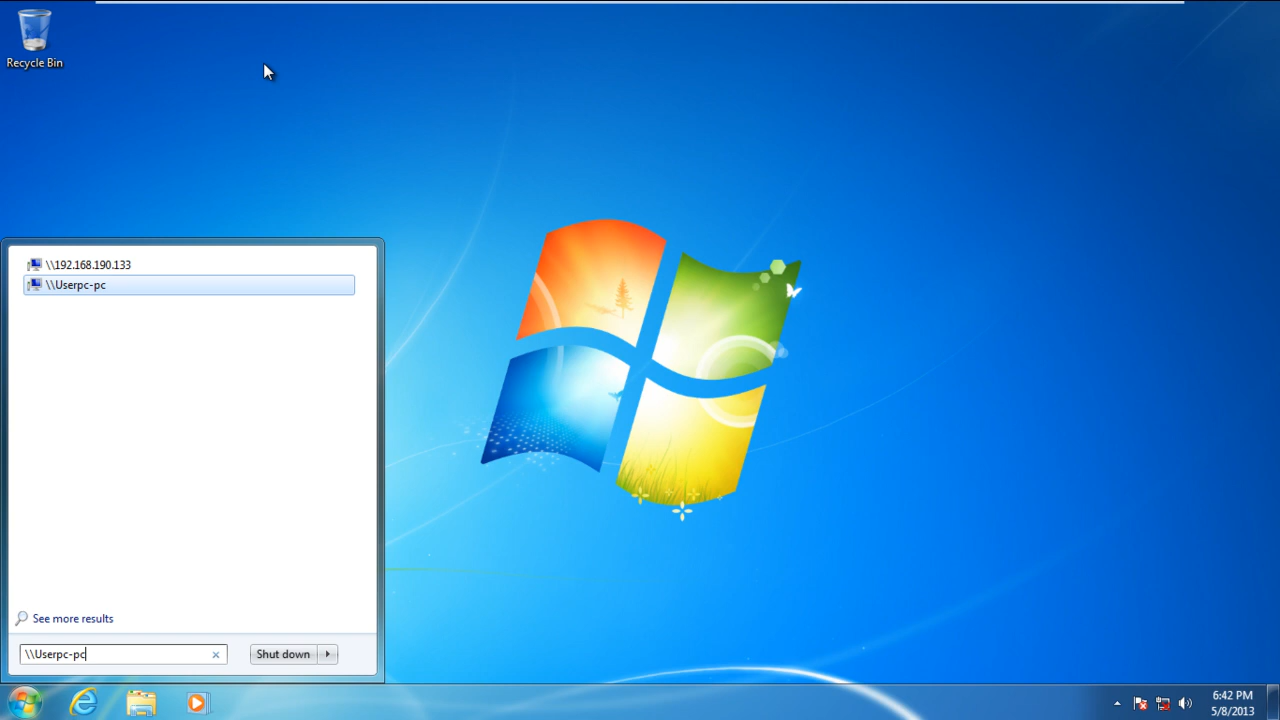 Recycle Bin
\\192.168.190.133
\\Userpc-pc
See more results
\\Userpc-pc
Shut down
6:42 PM
5/8/2013